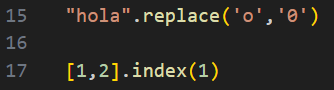 15 "hola".replace('o','0')
16
17 [1,2].index(1)